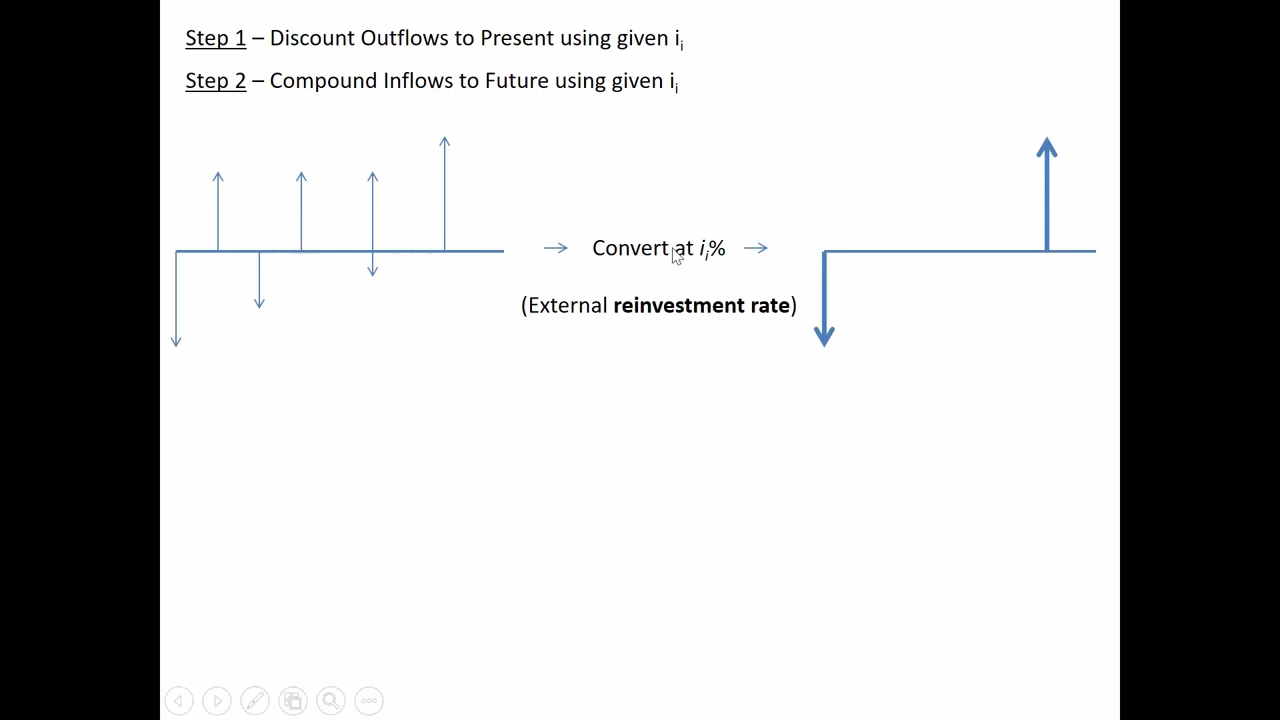 Step 1 – Discount Outflows to Present using given iᵢ
Step 2 – Compound Inflows to Future using given iᵢ
Convert at iᵢ%
(External reinvestment rate)